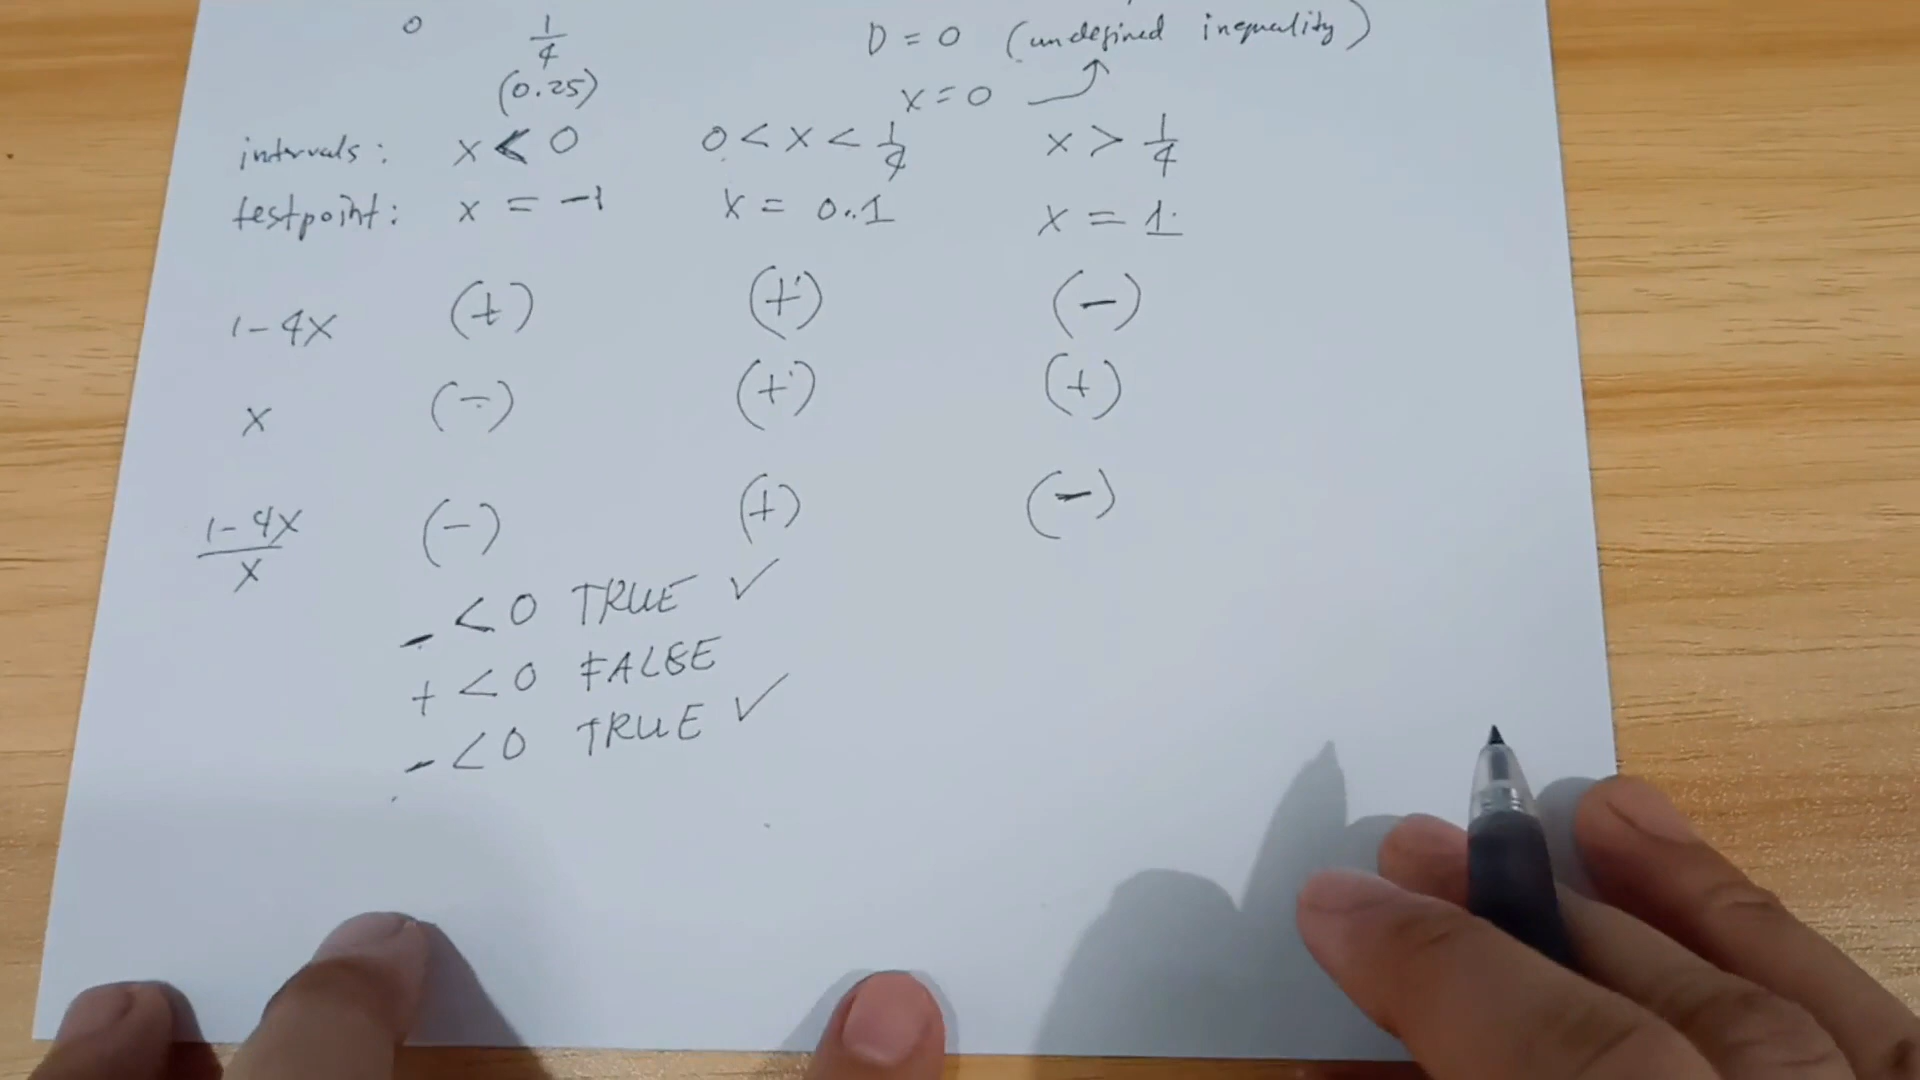 0 1/4 D = 0 (undefined inequality)
(0.25) x = 0
intervals: x < 0 0 < x < 1/4 x > 1/4
testpoint: x = -1 x = 0.1 x = 1
1-4x (+) (+) (-)
x (-) (+) (+)
1-4x/x (-) (+) (-)
- < 0 TRUE ✓
+ < 0 FALSE
- < 0 TRUE ✓